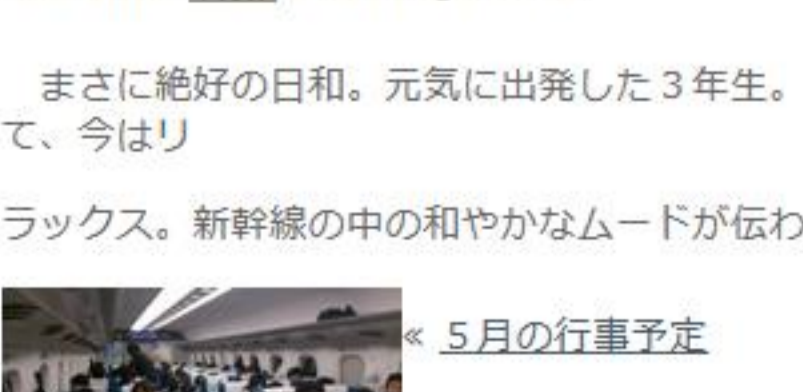 まさに絶好の日和。元気に出発した３年生。
て、今はリ
ラックス。新幹線の中の和やかなムードが伝わ
« ５月の行事予定